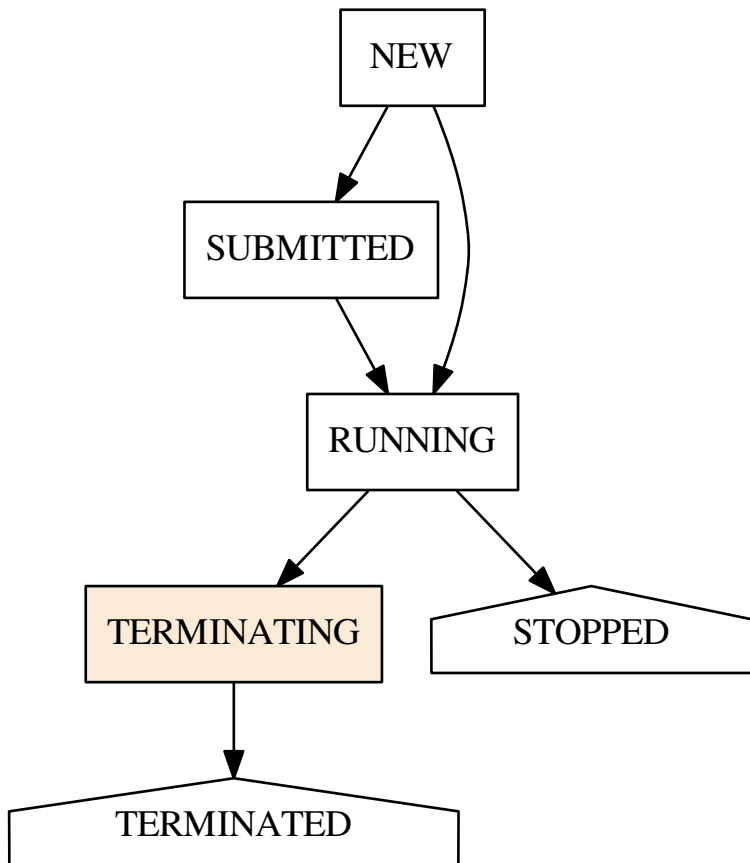 NEW
SUBMITTED
RUNNING
TERMINATING
STOPPED
TERMINATED